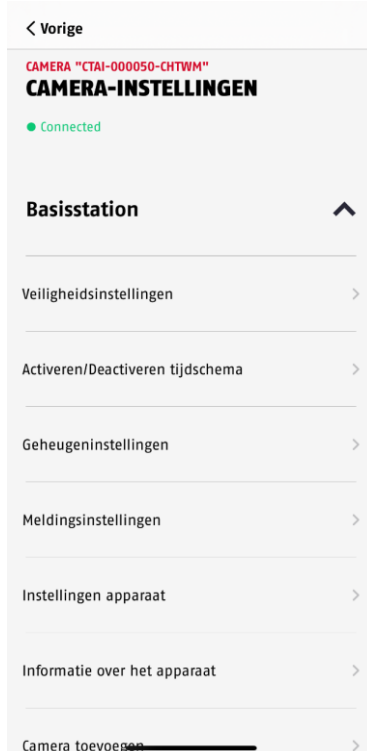 Vorige
CAMERA "CTAI-000050-CHTWM"
CAMERA-INSTELLINGEN
Connected
Basisstation
Veiligheidsinstellingen
Activeren/Deactiveren tijdschema
Geheugeninstellingen
Meldingsinstellingen
Instellingen apparaat
Informatie over het apparaat
Camera toevoegen